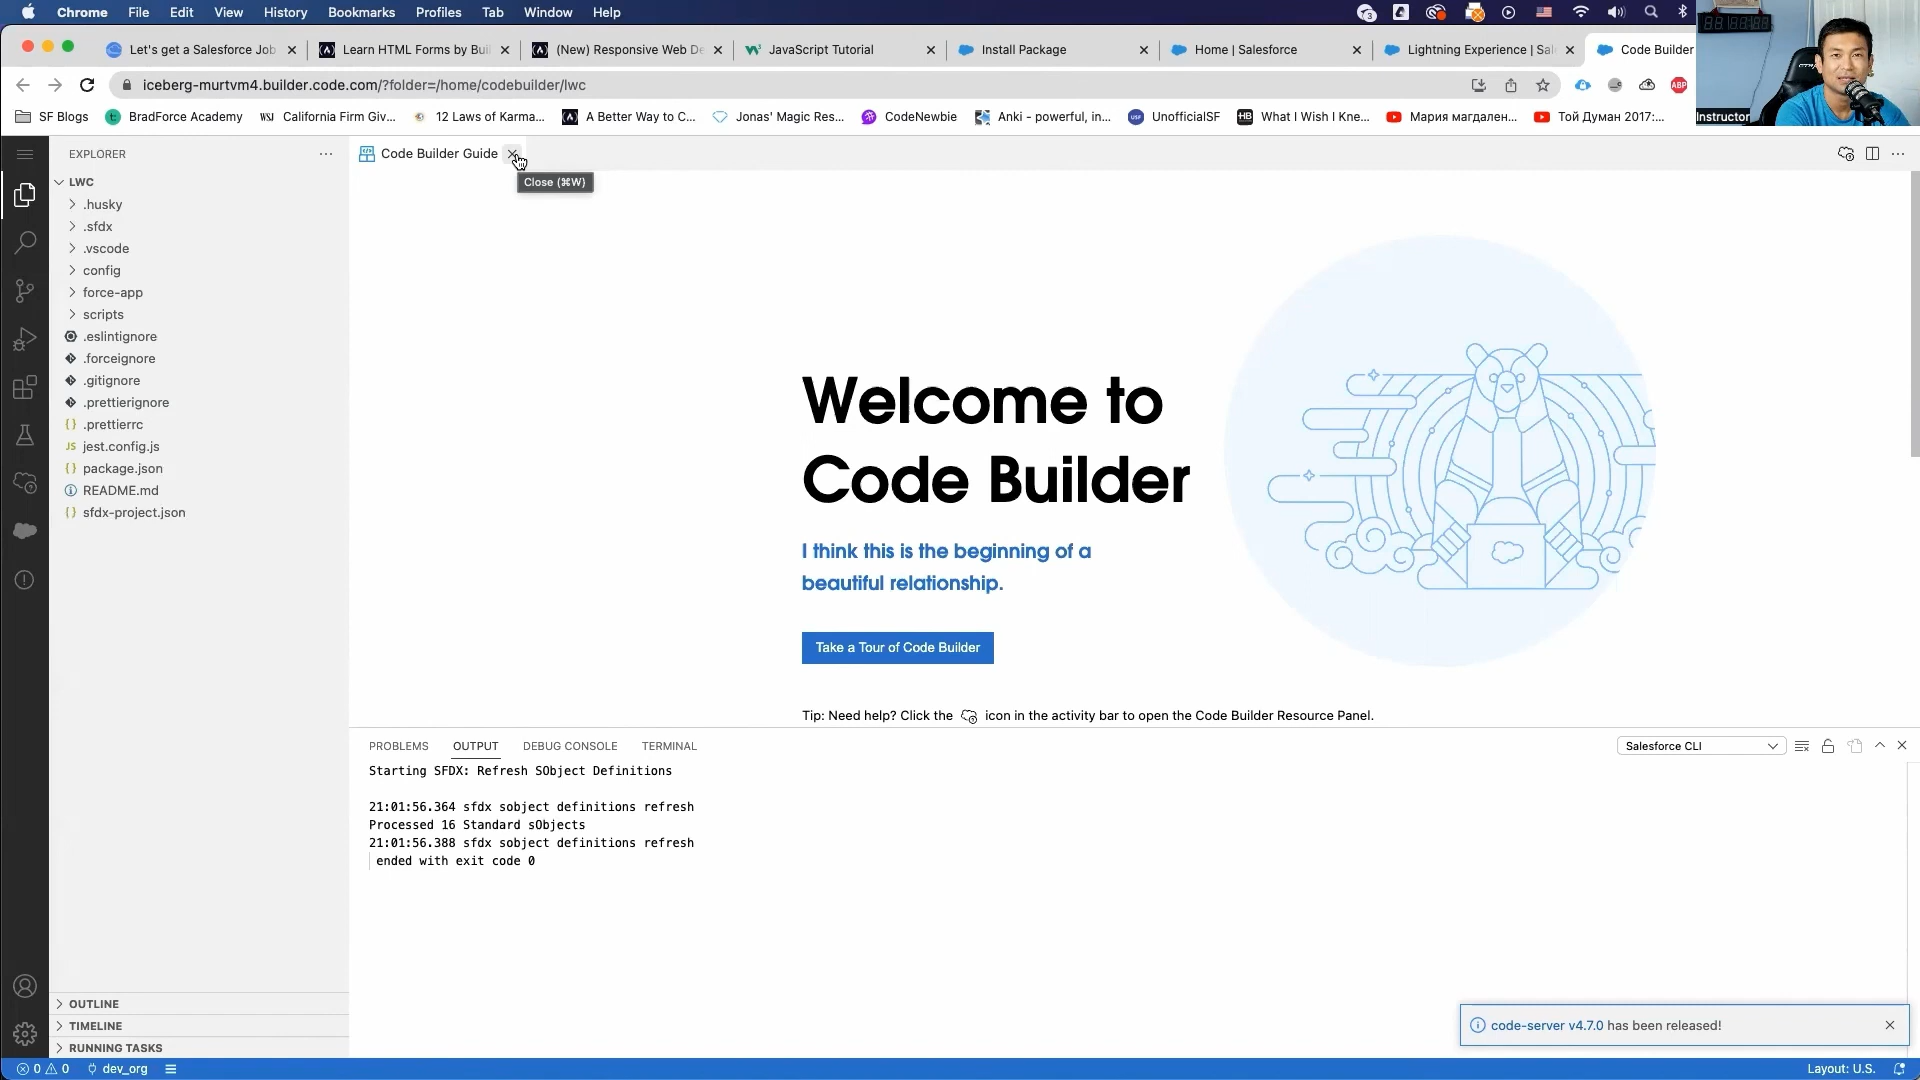 Chrome File Edit View History Bookmarks Profiles Tab Window Help
Let's get a Salesforce Job
Learn HTML Forms by Buil
(New) Responsive Web De
JavaScript Tutorial
Install Package
Home | Salesforce
Lightning Experience | Sal
Code Builder
iceberg-murtvm4.builder.code.com/?folder=/home/codebuilder/lwc
ABP
SF Blogs
BradForce Academy
California Firm Giv...
12 Laws of Karma...
A Better Way to C...
Jonas' Magic Res...
CodeNewbie
Anki - powerful, in...
UnofficialSF
What I Wish I Kne...
Мария магдален...
Той Думан 2017:...
Instructor
EXPLORER
Code Builder Guide
Close (⌘W)
LWC
.husky
.sfdx
.vscode
config
force-app
scripts
.eslintignore
.forceignore
.gitignore
.prettierignore
.prettierrc
JS jest.config.js
package.json
README.md
sfdx-project.json
Welcome to
Code Builder
I think this is the beginning of a
beautiful relationship.
Take a Tour of Code Builder
Tip: Need help? Click the icon in the activity bar to open the Code Builder Resource Panel.
PROBLEMS OUTPUT DEBUG CONSOLE TERMINAL
Salesforce CLI
Starting SFDX: Refresh SObject Definitions
21:01:56.364 sfdx sobject definitions refresh
Processed 16 Standard sObjects
21:01:56.388 sfdx sobject definitions refresh
ended with exit code 0
OUTLINE
TIMELINE
RUNNING TASKS
code-server v4.7.0 has been released!
0 0 dev_org
Layout: U.S.